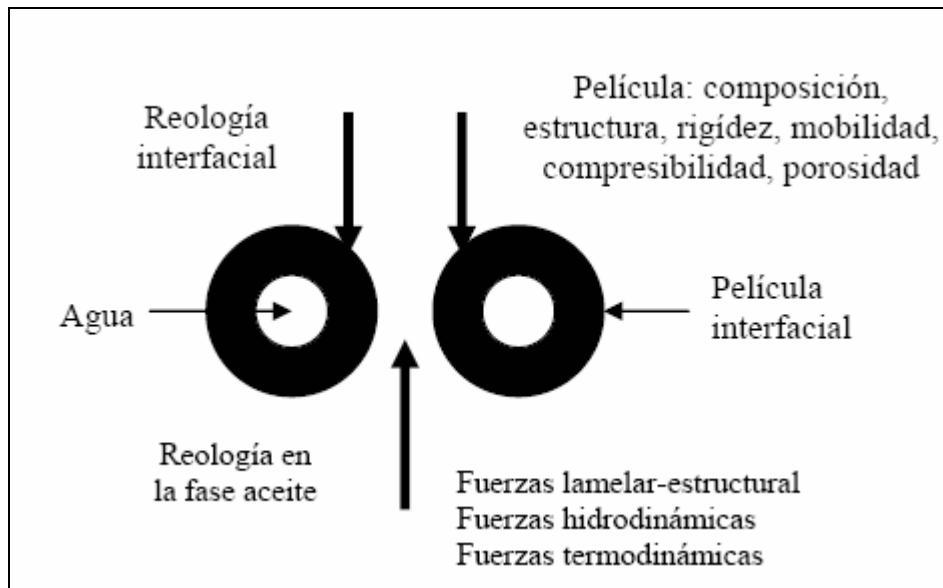 Reología
interfacial
Película: composición,
estructura, rigídez, mobilidad,
compresibilidad, porosidad
Agua
Película
interfacial
Reología en
la fase aceite
Fuerzas lamelar-estructural
Fuerzas hidrodinámicas
Fuerzas termodinámicas